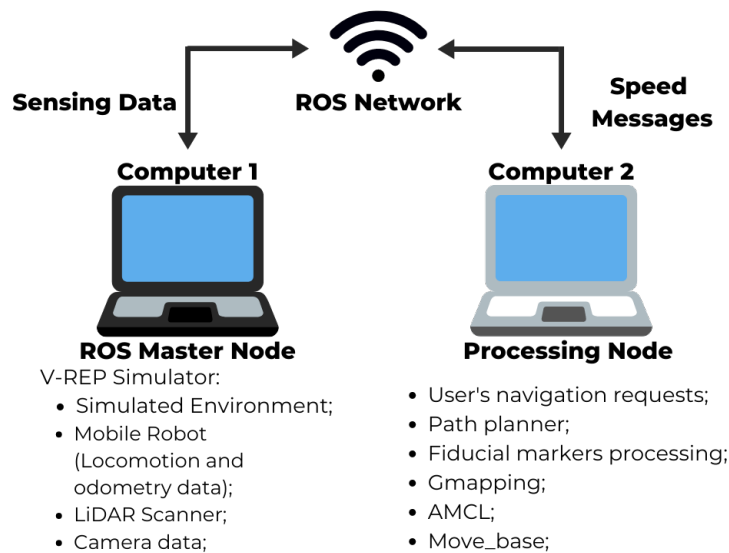 Sensing Data
ROS Network
Speed
Messages
Computer 1
ROS Master Node
V-REP Simulator:
• Simulated Environment;
• Mobile Robot
(Locomotion and
odometry data);
• LiDAR Scanner;
• Camera data;
Computer 2
Processing Node
• User's navigation requests;
• Path planner;
• Fiducial markers processing;
• Gmapping;
• AMCL;
• Move_base;